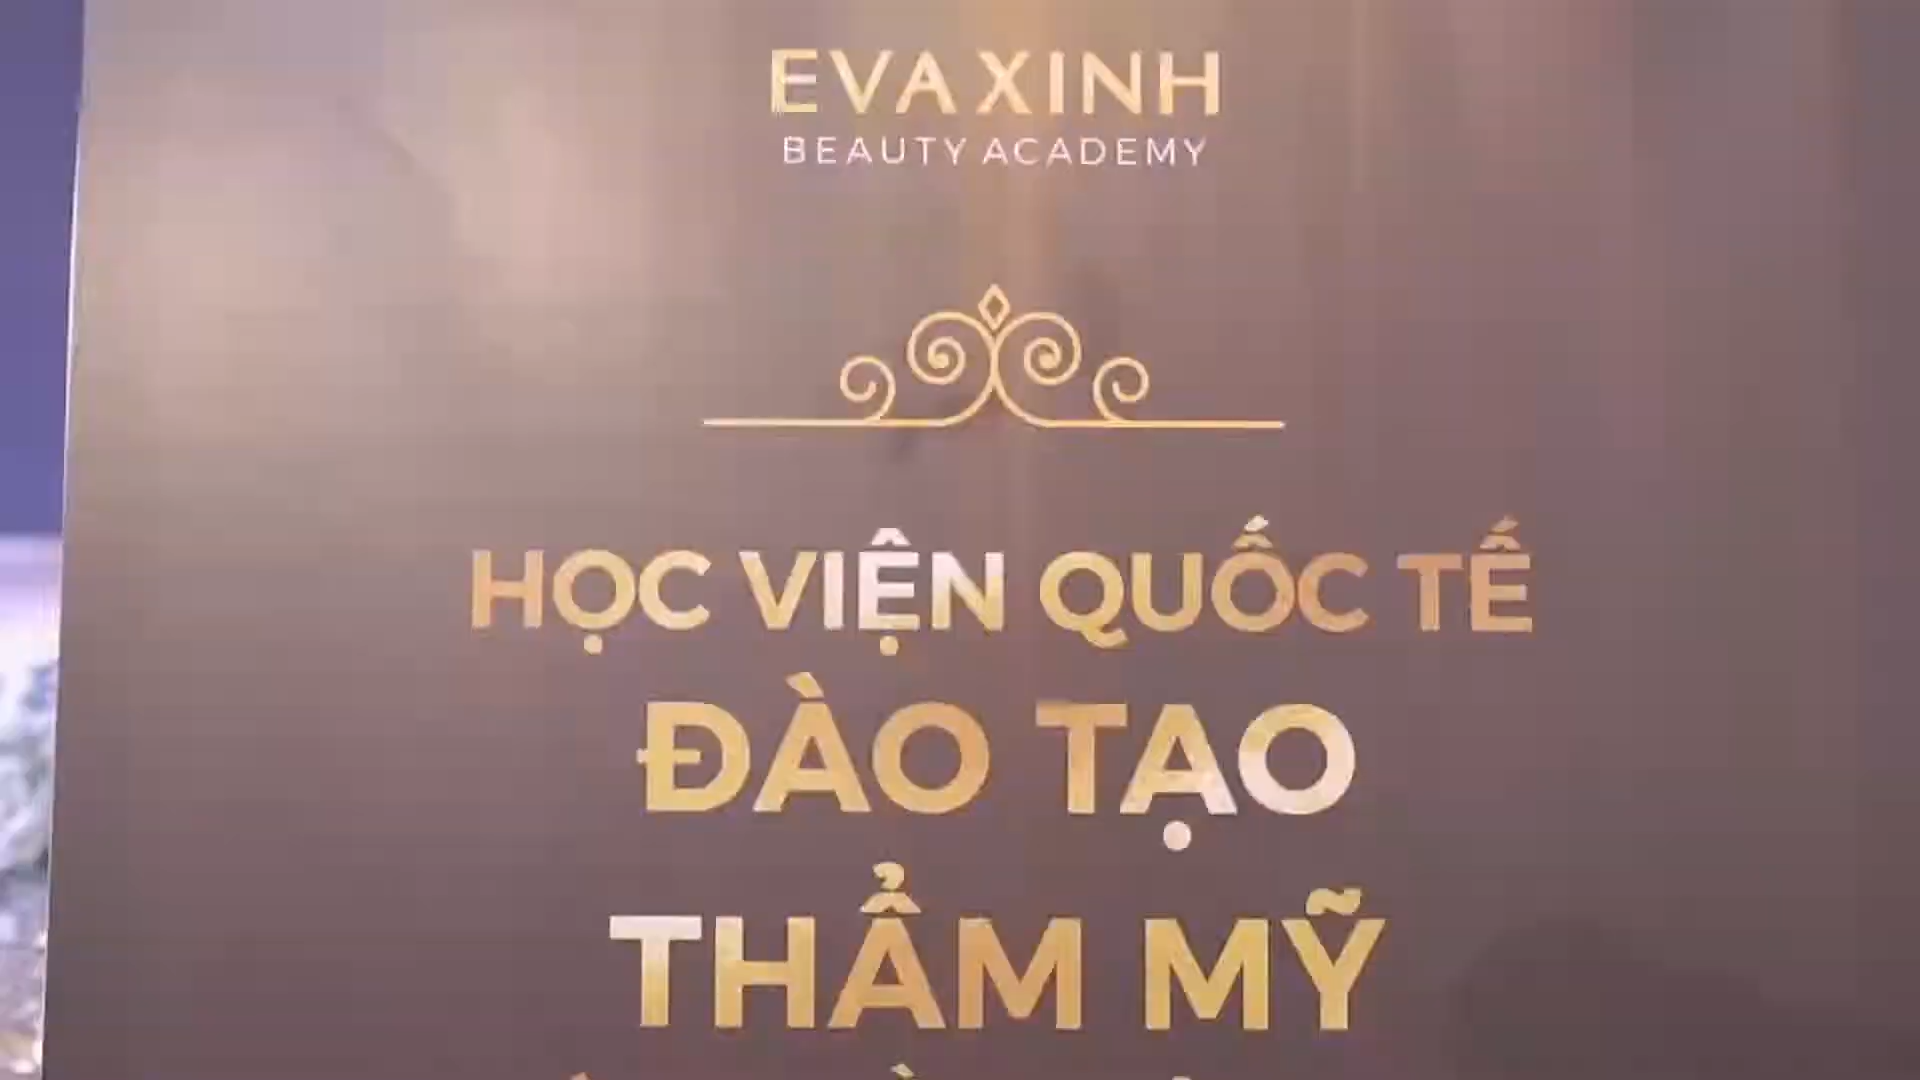 EVA XINH
BEAUTY ACADEMY
HỌC VIỆN QUỐC TẾ
ĐÀO TẠO
THẨM MỸ